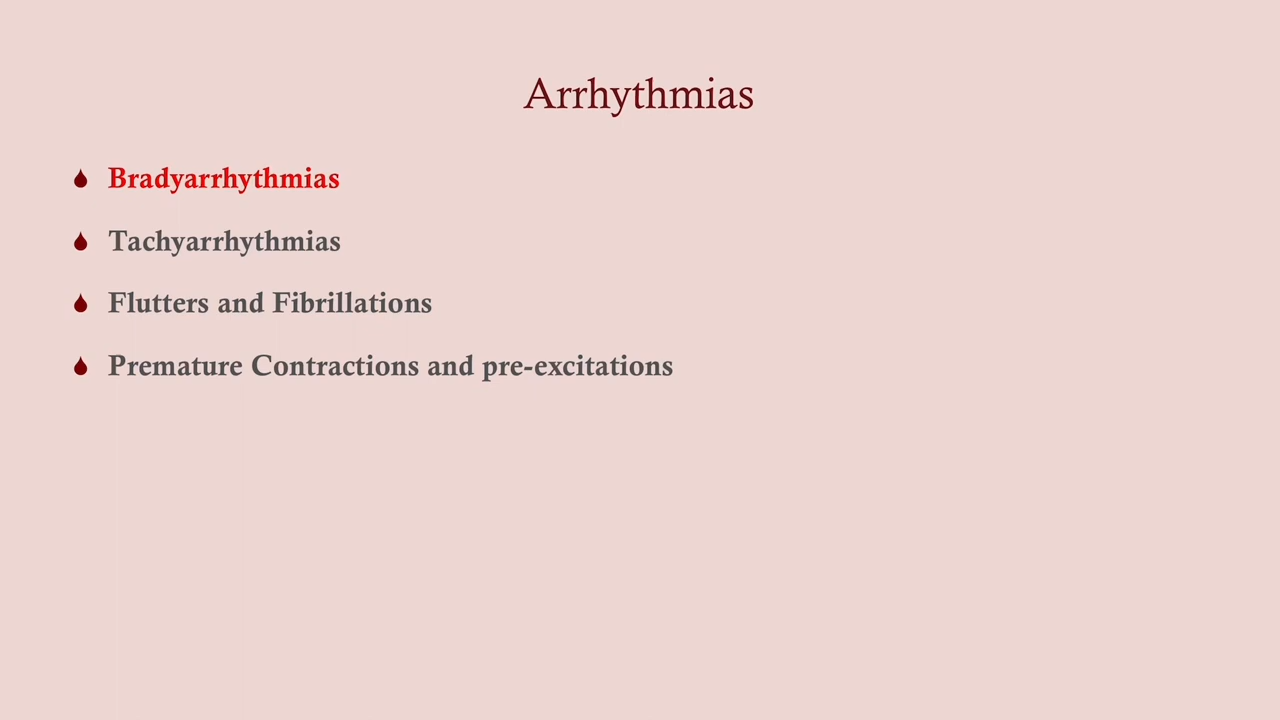 Arrhythmias
Bradyarrhythmias
Tachyarrhythmias
Flutters and Fibrillations
Premature Contractions and pre-excitations